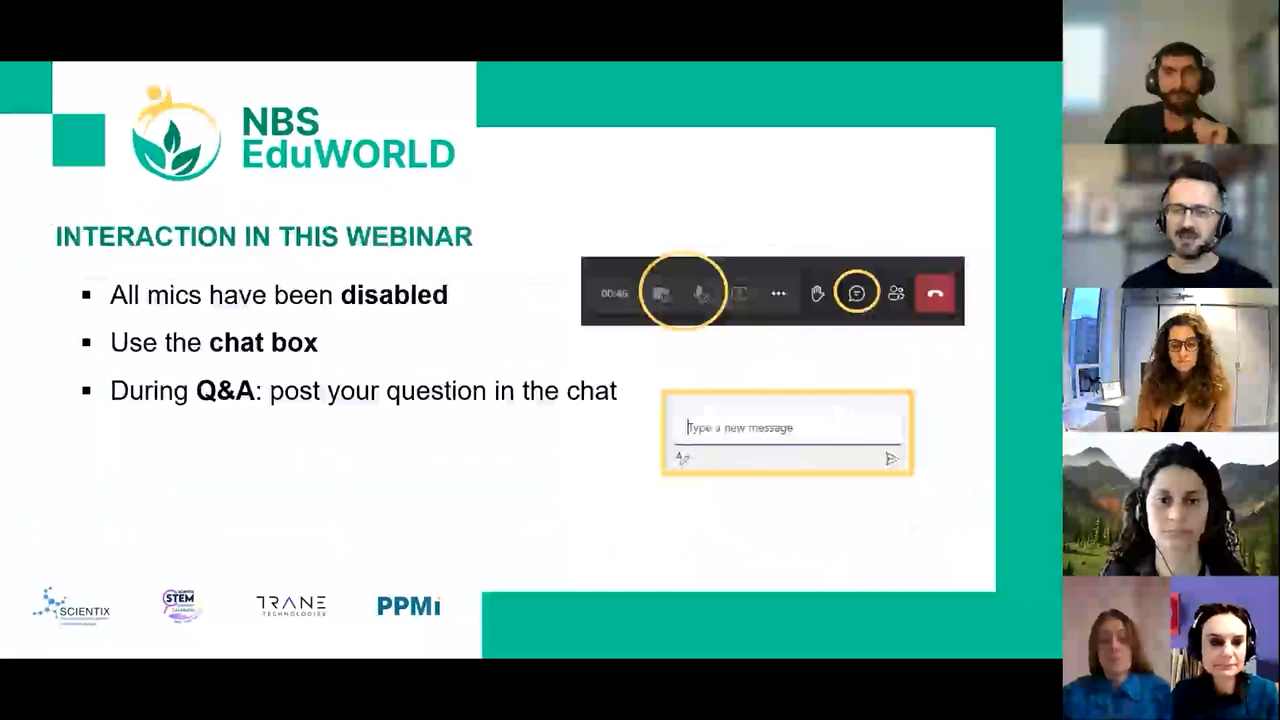 NBS
EduWORLD
INTERACTION IN THIS WEBINAR
▪ All mics have been disabled
▪ Use the chat box
▪ During Q&A: post your question in the chat
00:46
Type a new message
SCIENTIX
STEM
TRANE
TECHNOLOGIES
PPMi